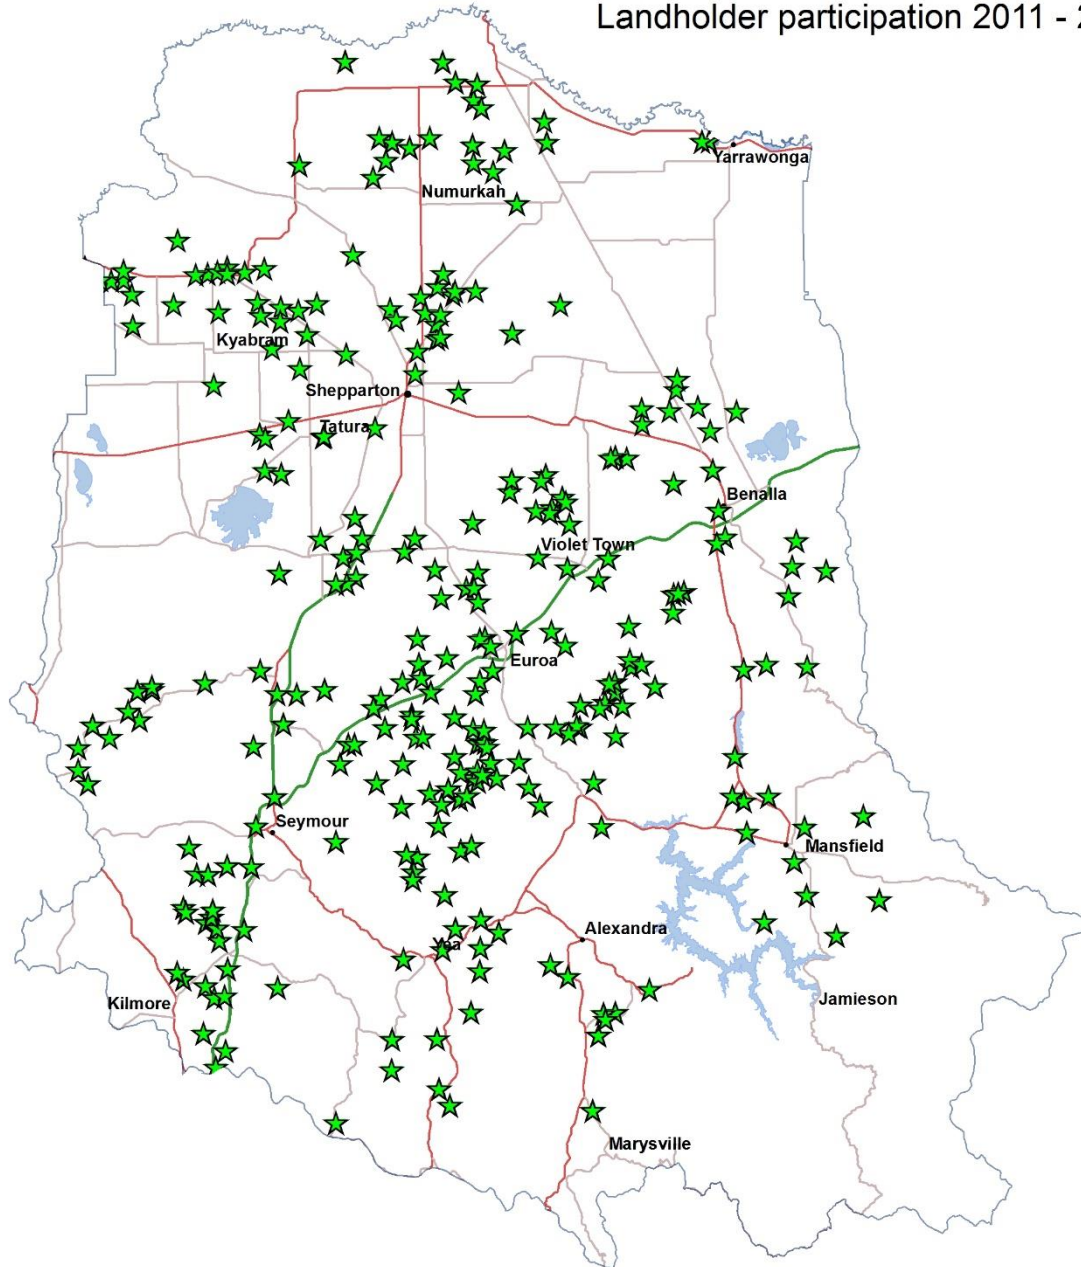 Landholder participation 2011 - 2
Yarrawonga
Numurkah
Kyabram
Shepparton
Tatura
Benalla
Violet Town
Euroa
Seymour
Mansfield
Alexandra
Yea
Jamieson
Kilmore
Marysville